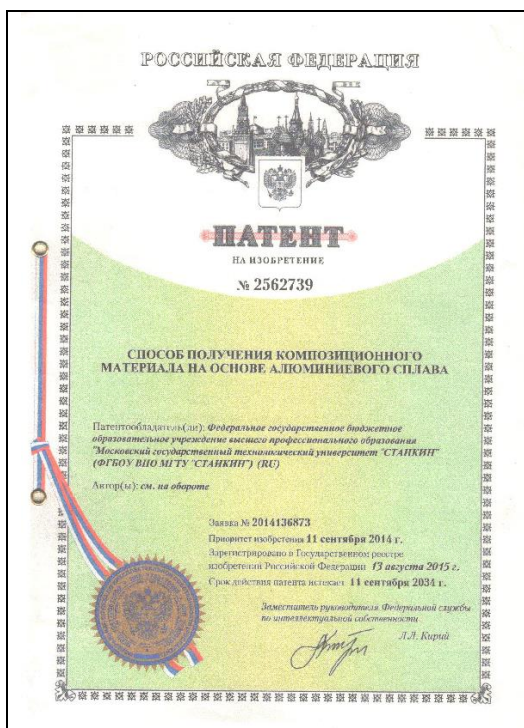 РОССИЙСКАЯ ФЕДЕРАЦИЯ
ПАТЕНТ
НА ИЗОБРЕТЕНИЕ
№ 2562739
СПОСОБ ПОЛУЧЕНИЯ КОМПОЗИЦИОННОГО
МАТЕРИАЛА НА ОСНОВЕ АЛЮМИНИЕВОГО СПЛАВА
Патентообладатель(ли): Федеральное государственное бюджетное
образовательное учреждение высшего профессионального образования
"Московский государственный технологический университет "СТАНКИН"
(ФГБОУ ВПО МГТУ "СТАНКИН") (RU)
Автор(ы): см. на обороте
Заявка № 2014136873
Приоритет изобретения 11 сентября 2014 г.
Зарегистрировано в Государственном реестре
изобретений Российской Федерации 13 августа 2015 г.
Срок действия патента истекает 11 сентября 2034 г.
Заместитель руководителя Федеральной службы
по интеллектуальной собственности
Л.Л. Кирий